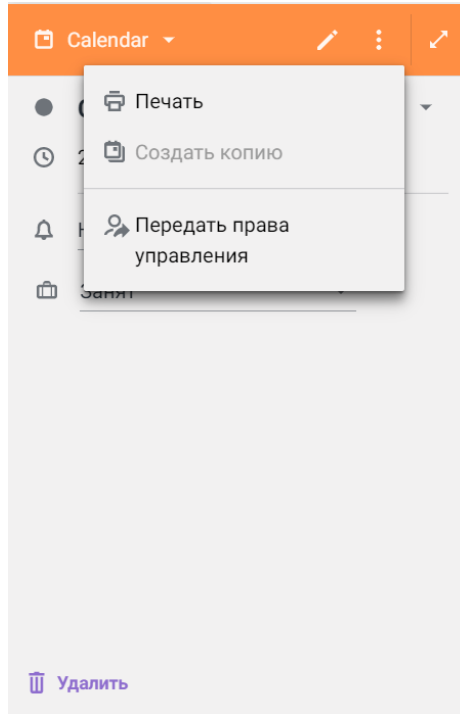 Calendar
Печать
Создать копию
Передать права
управления
Занят
Удалить